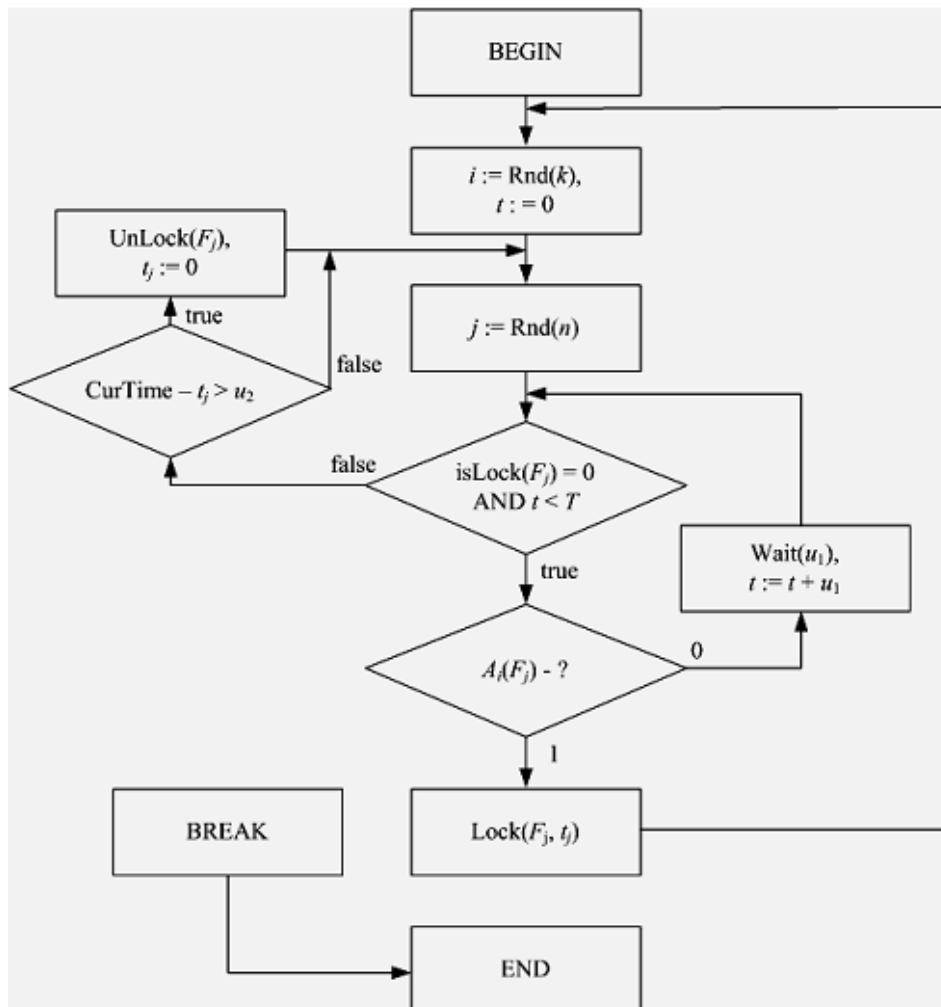 BEGIN
i := Rnd(k),
t : = 0
UnLock(Fj),
tj := 0
true
j := Rnd(n)
CurTime – tj > u2
false
false
isLock(Fj) = 0
AND t < T
true
Wait(u1),
t := t + u1
Ai(Fj) - ?
0
1
BREAK
Lock(Fj, tj)
END